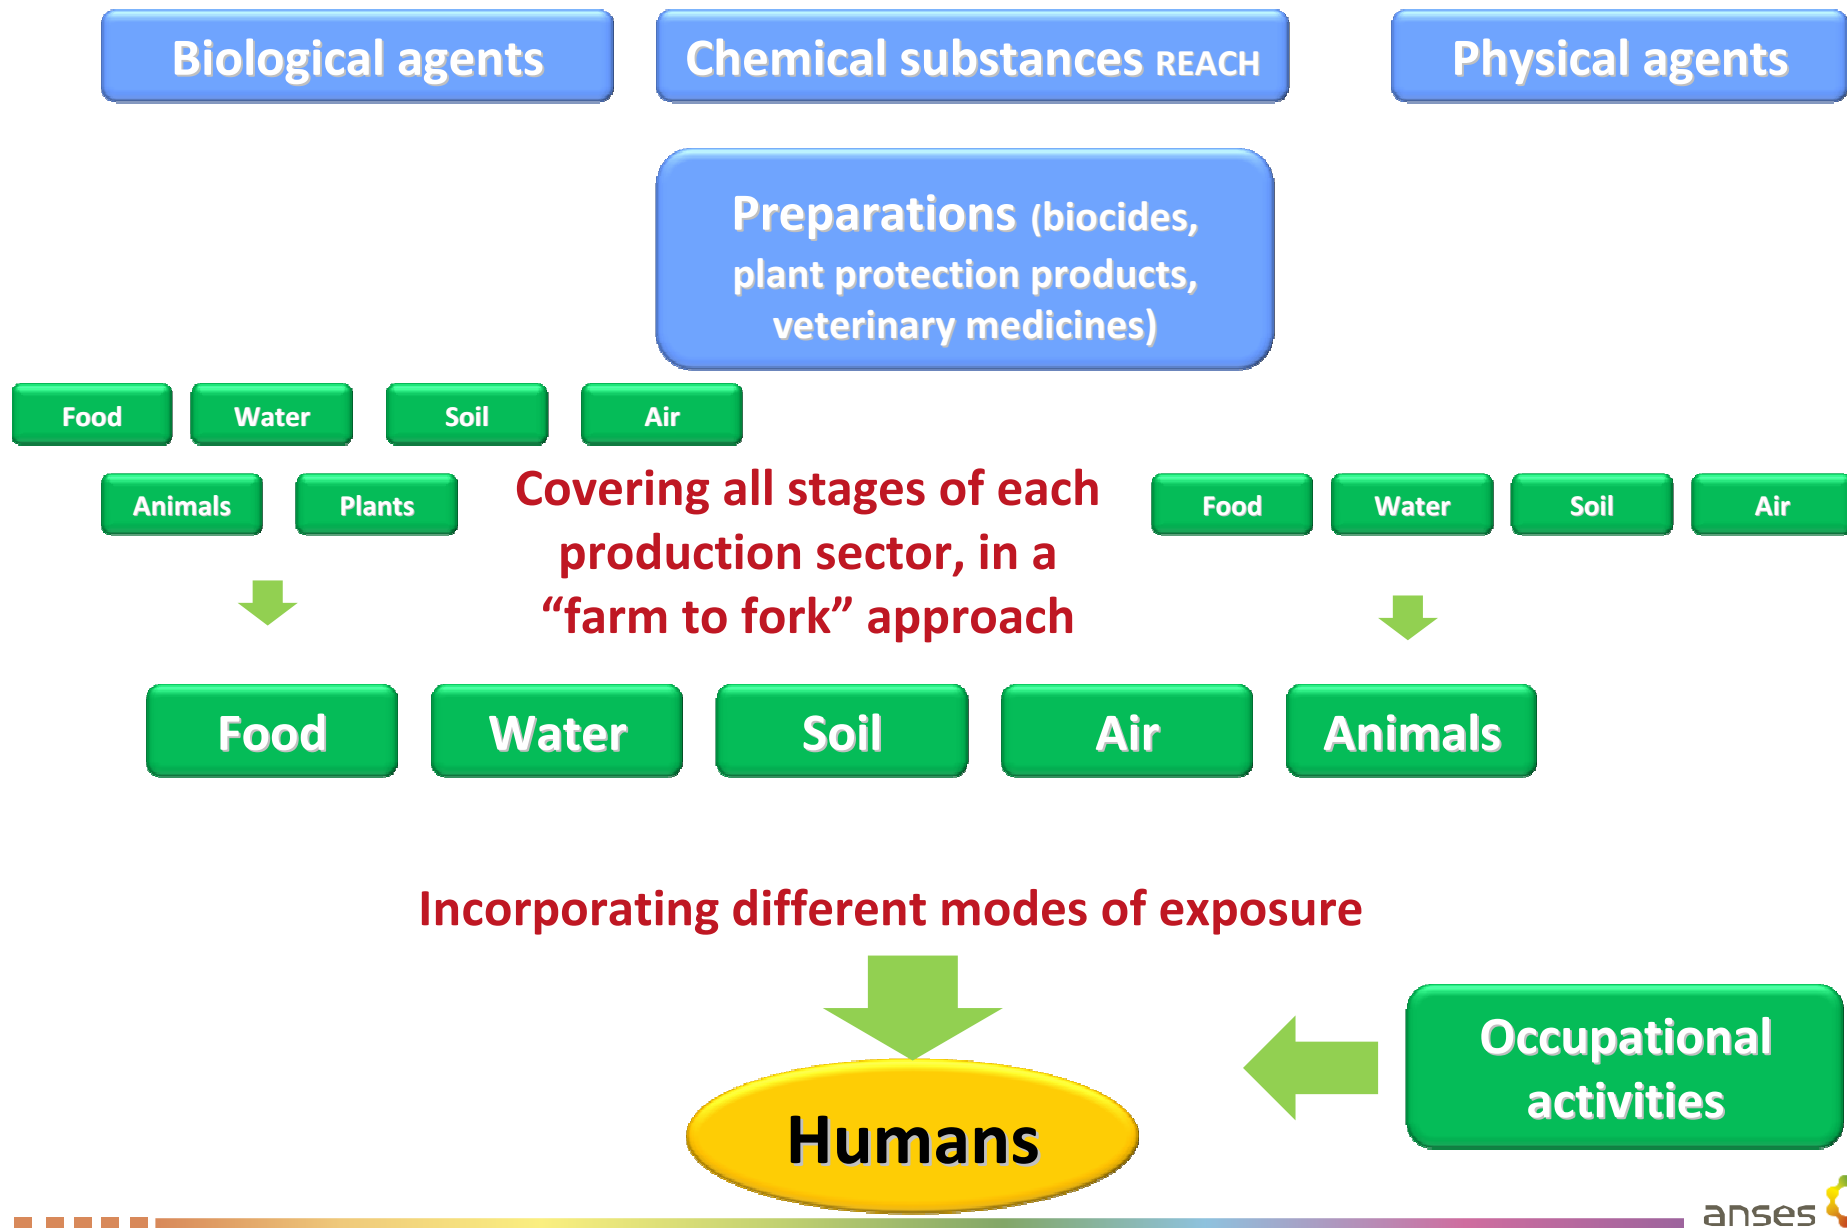 Biological agents
Chemical substances REACH
Physical agents
Preparations (biocides,
plant protection products,
veterinary medicines)
Food
Water
Soil
Air
Animals
Plants
Covering all stages of each
production sector, in a
“farm to fork” approach
Food
Water
Soil
Air
Food
Water
Soil
Air
Animals
Incorporating different modes of exposure
Occupational
activities
Humans
anses